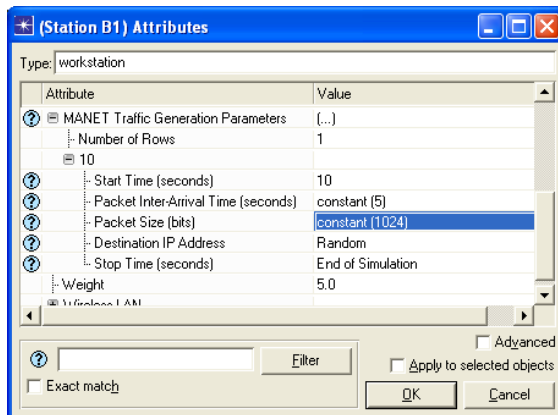 (Station B1) Attributes
Type: workstation
Attribute Value
MANET Traffic Generation Parameters (...)
Number of Rows 1
10
Start Time (seconds) 10
Packet Inter-Arrival Time (seconds) constant (5)
Packet Size (bits) constant (1024)
Destination IP Address Random
Stop Time (seconds) End of Simulation
Weight 5.0
Wireless LAN
Advanced
Filter
Apply to selected objects
Exact match
OK Cancel